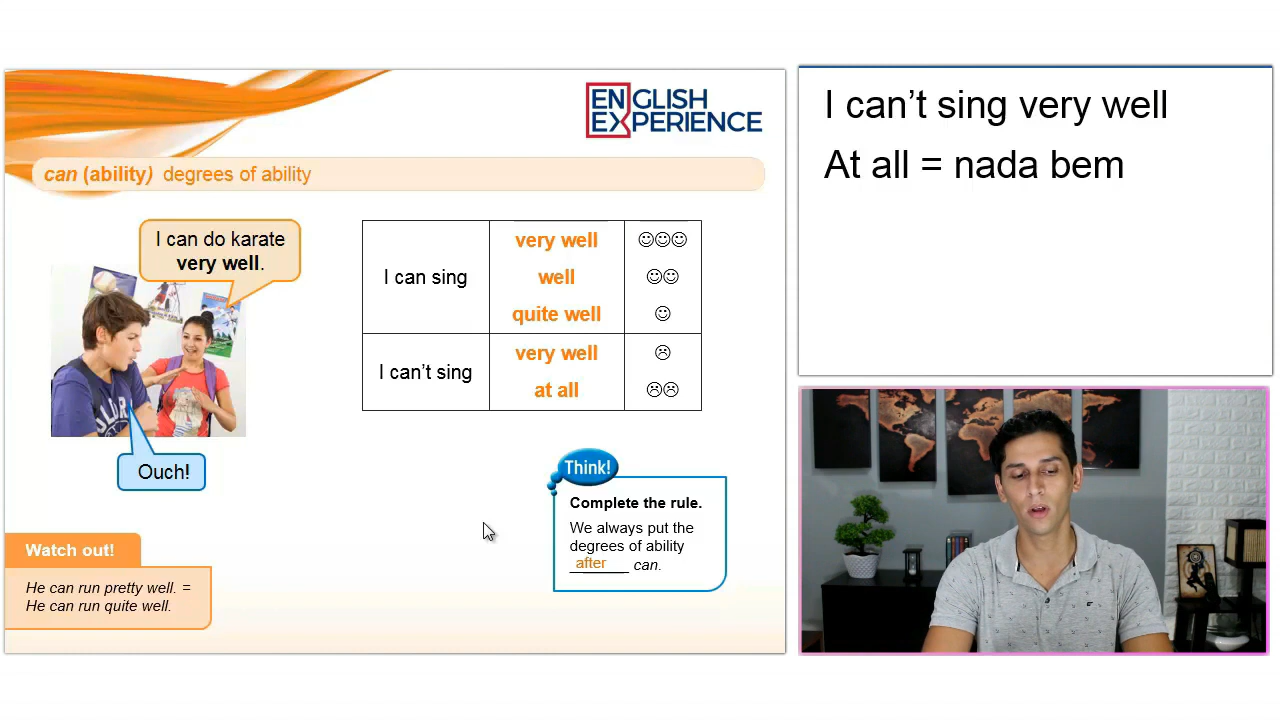 ENGLISH
EXPERIENCE
can (ability) degrees of ability
I can do karate
very well.
Ouch!
I can sing
very well
well
quite well
I can't sing
very well
at all
Think!
Complete the rule.
We always put the
degrees of ability
after can.
Watch out!
He can run pretty well. =
He can run quite well.
I can’t sing very well
At all = nada bem